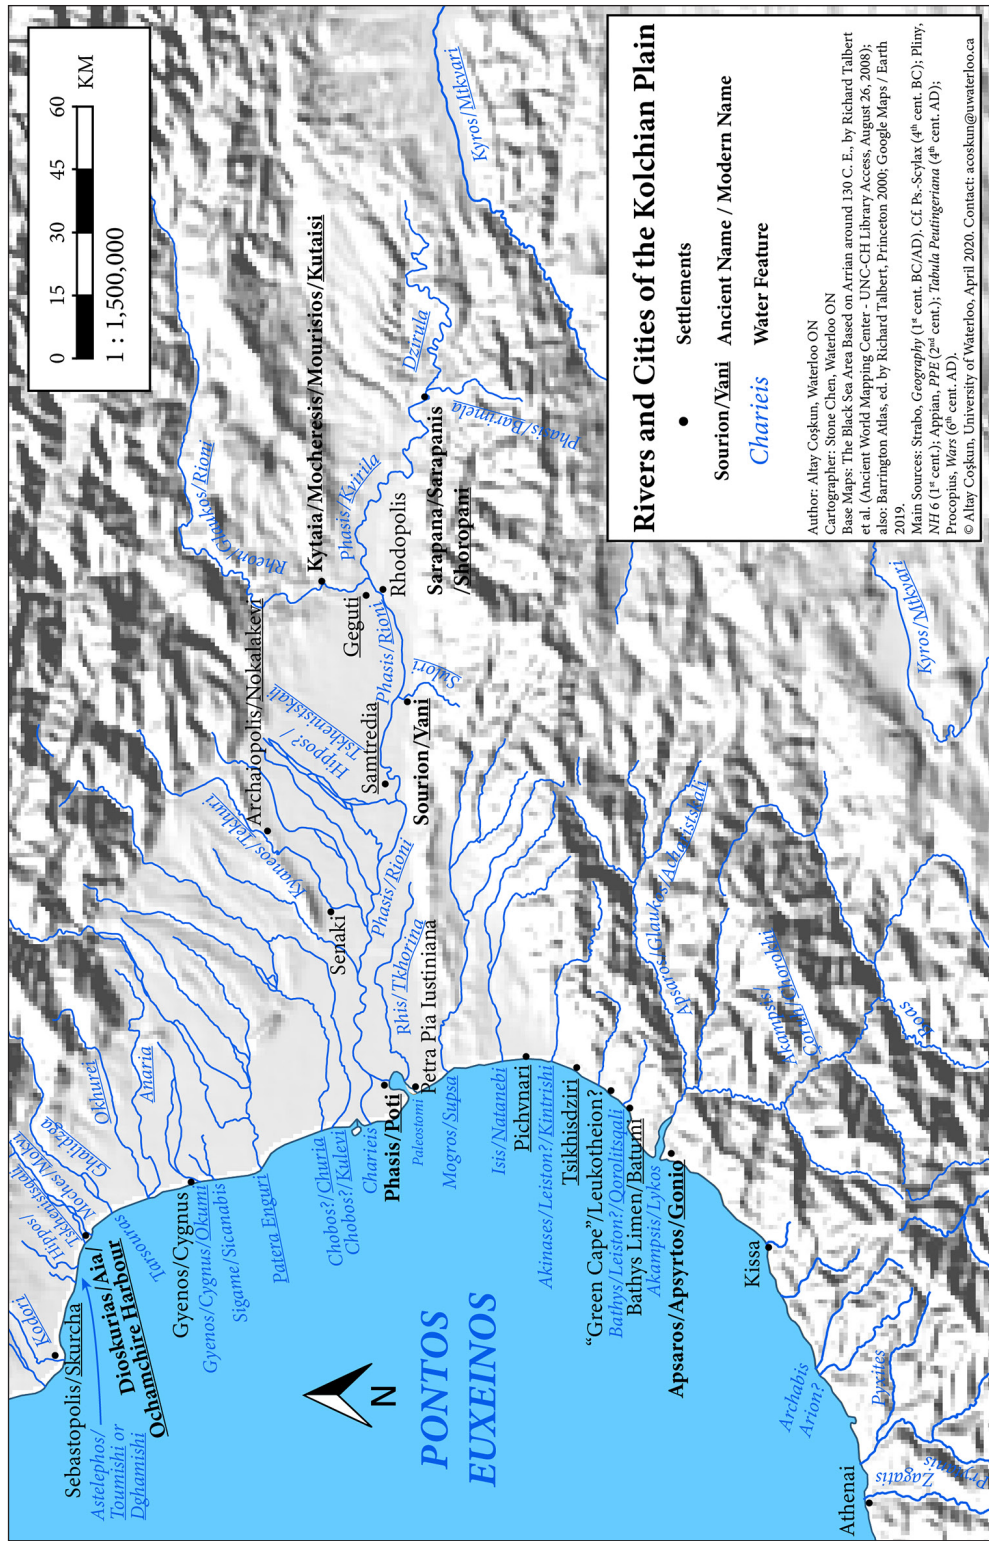 0 15 30 45 60 KM
1 : 1,500,000
Rivers and Cities of the Kolchian Plain
Settlements
Sourion/Vani Ancient Name / Modern Name
Charieis Water Feature
Author: Altay Coşkun, Waterloo ON
Cartographer: Stone Chen, Waterloo ON
Base Maps: The Black Sea Area Based on Arrian around 130 C. E., by Richard Talbert
et al. (Ancient World Mapping Center - UNC-CH Library Access, August 26, 2008);
also: Barrington Atlas, ed. by Richard Talbert, Princeton 2000; Google Maps / Earth
2019.
Main Sources: Strabo, Geography (1st cent. BC/AD). Cf. Ps.-Scylax (4th cent. BC); Pliny,
NH 6 (1st cent.); Appian, PPE (2nd cent.); Tabula Peutingeriana (4th cent. AD);
Procopius, Wars (6th cent. AD).
© Altay Coşkun, University of Waterloo, April 2020. Contact: acoskun@uwaterloo.ca
PONTOS
EUXEINOS
N
Kodori
Sebastopolis/Skurcha
Astelephos/
Toumishi or
Dghamishi
Hippos/
Tskhenisqali
Moches/Mokvi
Ghalidzga
Dioskurias/Aia/
Ochamchire Harbour
Tarsouras
Okhurei
Anaria
Gyenos/Cygnus
Gyenos/Cygnus/Okumi
Sigame/Sicanabis
Patera Enguri
Chobos?/Churia
Chobos?/Kulevi
Charieis
Phasis/Poti
Paleostomi
Petra Pia Iustiniana
Mogros/Supsa
Isis/Natanebi
Pichvnari
Akinases/Leiston?/Kintrishi
Tsikhisdziri
"Green Cape"/Leukotheion?
Bathys/Leiston?/Qorolitsqali
Bathys Limen/Batumi
Akampsis/Lykos
Apsaros/Apsyrtos/Gonio
Kissa
Archabis
Arion?
Pyxites
Athenai
Zagatis
Prytanis
Senaki
Kyaneos/Tekhuri
Archaiopolis/Nokalakevi
Hippos?/
Tskhenistskali
Phasis/Rioni
Rhis/Tkhorina
Samtredia
Sourion/Vani
Sulori
Phasis/Rioni
Geguti
Rhodopolis
Rheon/Glaukos/Rioni
Kytaia/Mocheresis/Mourisios/Kutaisi
Phasis/Kvirila
Sarapana/Sarapanis
/Shoropani
Dzirula
Phasis/Barimela
Kyros/Mtkvari
Kyros/Mtkvari
Apsaros/Glaukos/Acharistskali
Akampsis/
Çoruh/Chorokhi
Boas